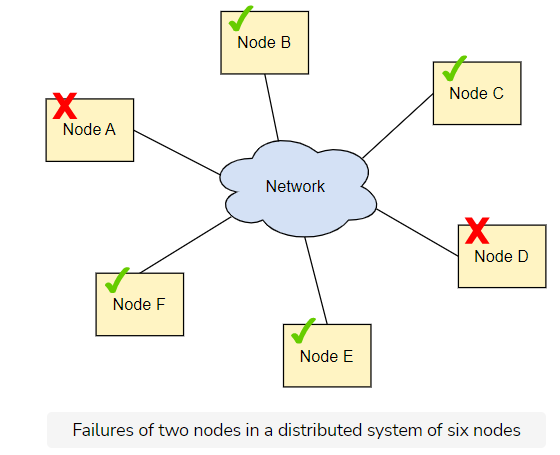 Node B
Node C
Node A
Network
Node D
Node F
Node E
Failures of two nodes in a distributed system of six nodes